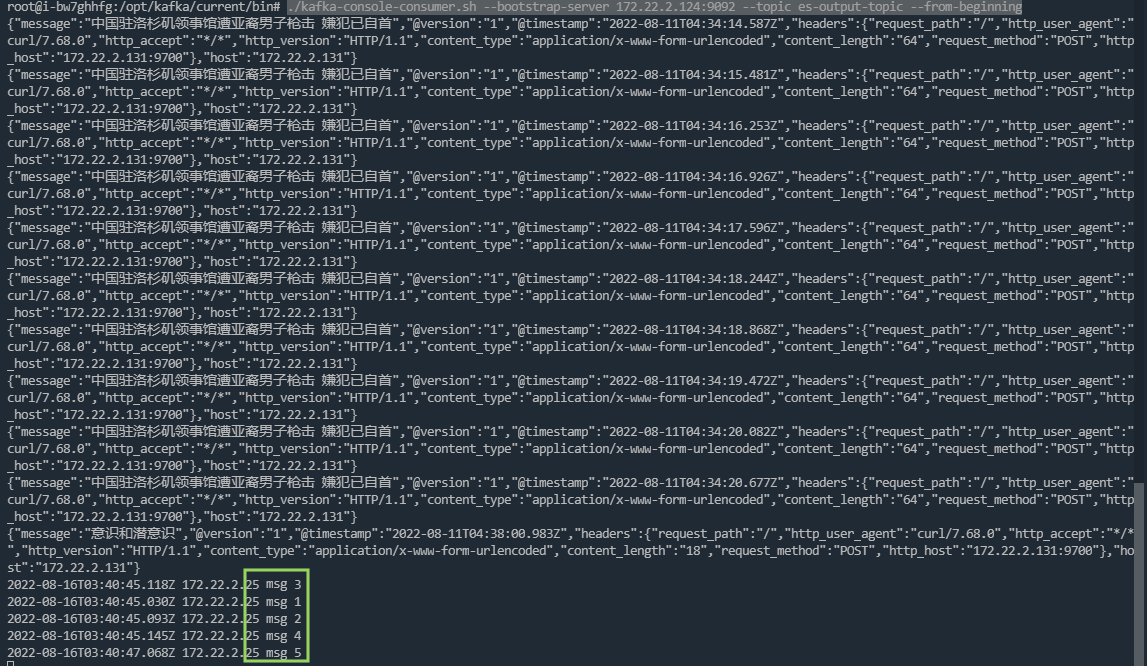 root@i-bw7ghhfg:/opt/kafka/current/bin# ./kafka-console-consumer.sh --bootstrap-server 172.22.2.124:9092 --topic es-output-topic --from-beginning
{"message":"中国驻洛杉矶领事馆遭亚裔男子枪击 嫌犯已自首","@version":"1","@timestamp":"2022-08-11T04:34:14.587Z","headers":{"request_path":"/","http_user_agent":"
curl/7.68.0","http_accept":"*/*","http_version":"HTTP/1.1","content_type":"application/x-www-form-urlencoded","content_length":"64","request_method":"POST","http
_host":"172.22.2.131:9700"},"host":"172.22.2.131"}
{"message":"中国驻洛杉矶领事馆遭亚裔男子枪击 嫌犯已自首","@version":"1","@timestamp":"2022-08-11T04:34:15.481Z","headers":{"request_path":"/","http_user_agent":"
curl/7.68.0","http_accept":"*/*","http_version":"HTTP/1.1","content_type":"application/x-www-form-urlencoded","content_length":"64","request_method":"POST","http
_host":"172.22.2.131:9700"},"host":"172.22.2.131"}
{"message":"中国驻洛杉矶领事馆遭亚裔男子枪击 嫌犯已自首","@version":"1","@timestamp":"2022-08-11T04:34:16.253Z","headers":{"request_path":"/","http_user_agent":"
curl/7.68.0","http_accept":"*/*","http_version":"HTTP/1.1","content_type":"application/x-www-form-urlencoded","content_length":"64","request_method":"POST","http
_host":"172.22.2.131:9700"},"host":"172.22.2.131"}
{"message":"中国驻洛杉矶领事馆遭亚裔男子枪击 嫌犯已自首","@version":"1","@timestamp":"2022-08-11T04:34:16.926Z","headers":{"request_path":"/","http_user_agent":"
curl/7.68.0","http_accept":"*/*","http_version":"HTTP/1.1","content_type":"application/x-www-form-urlencoded","content_length":"64","request_method":"POST","http
_host":"172.22.2.131:9700"},"host":"172.22.2.131"}
{"message":"中国驻洛杉矶领事馆遭亚裔男子枪击 嫌犯已自首","@version":"1","@timestamp":"2022-08-11T04:34:17.596Z","headers":{"request_path":"/","http_user_agent":"
curl/7.68.0","http_accept":"*/*","http_version":"HTTP/1.1","content_type":"application/x-www-form-urlencoded","content_length":"64","request_method":"POST","http
_host":"172.22.2.131:9700"},"host":"172.22.2.131"}
{"message":"中国驻洛杉矶领事馆遭亚裔男子枪击 嫌犯已自首","@version":"1","@timestamp":"2022-08-11T04:34:18.244Z","headers":{"request_path":"/","http_user_agent":"
curl/7.68.0","http_accept":"*/*","http_version":"HTTP/1.1","content_type":"application/x-www-form-urlencoded","content_length":"64","request_method":"POST","http
_host":"172.22.2.131:9700"},"host":"172.22.2.131"}
{"message":"中国驻洛杉矶领事馆遭亚裔男子枪击 嫌犯已自首","@version":"1","@timestamp":"2022-08-11T04:34:18.868Z","headers":{"request_path":"/","http_user_agent":"
curl/7.68.0","http_accept":"*/*","http_version":"HTTP/1.1","content_type":"application/x-www-form-urlencoded","content_length":"64","request_method":"POST","http
_host":"172.22.2.131:9700"},"host":"172.22.2.131"}
{"message":"中国驻洛杉矶领事馆遭亚裔男子枪击 嫌犯已自首","@version":"1","@timestamp":"2022-08-11T04:34:19.472Z","headers":{"request_path":"/","http_user_agent":"
curl/7.68.0","http_accept":"*/*","http_version":"HTTP/1.1","content_type":"application/x-www-form-urlencoded","content_length":"64","request_method":"POST","http
_host":"172.22.2.131:9700"},"host":"172.22.2.131"}
{"message":"中国驻洛杉矶领事馆遭亚裔男子枪击 嫌犯已自首","@version":"1","@timestamp":"2022-08-11T04:34:20.082Z","headers":{"request_path":"/","http_user_agent":"
curl/7.68.0","http_accept":"*/*","http_version":"HTTP/1.1","content_type":"application/x-www-form-urlencoded","content_length":"64","request_method":"POST","http
_host":"172.22.2.131:9700"},"host":"172.22.2.131"}
{"message":"中国驻洛杉矶领事馆遭亚裔男子枪击 嫌犯已自首","@version":"1","@timestamp":"2022-08-11T04:34:20.677Z","headers":{"request_path":"/","http_user_agent":"
curl/7.68.0","http_accept":"*/*","http_version":"HTTP/1.1","content_type":"application/x-www-form-urlencoded","content_length":"64","request_method":"POST","http
_host":"172.22.2.131:9700"},"host":"172.22.2.131"}
{"message":"意识和潜意识","@version":"1","@timestamp":"2022-08-11T04:38:00.983Z","headers":{"request_path":"/","http_user_agent":"curl/7.68.0","http_accept":"*/*
","http_version":"HTTP/1.1","content_type":"application/x-www-form-urlencoded","content_length":"18","request_method":"POST","http_host":"172.22.2.131:9700"},"ho
st":"172.22.2.131"}
2022-08-16T03:40:45.118Z 172.22.2.25 msg 3
2022-08-16T03:40:45.030Z 172.22.2.25 msg 1
2022-08-16T03:40:45.093Z 172.22.2.25 msg 2
2022-08-16T03:40:45.145Z 172.22.2.25 msg 4
2022-08-16T03:40:47.068Z 172.22.2.25 msg 5